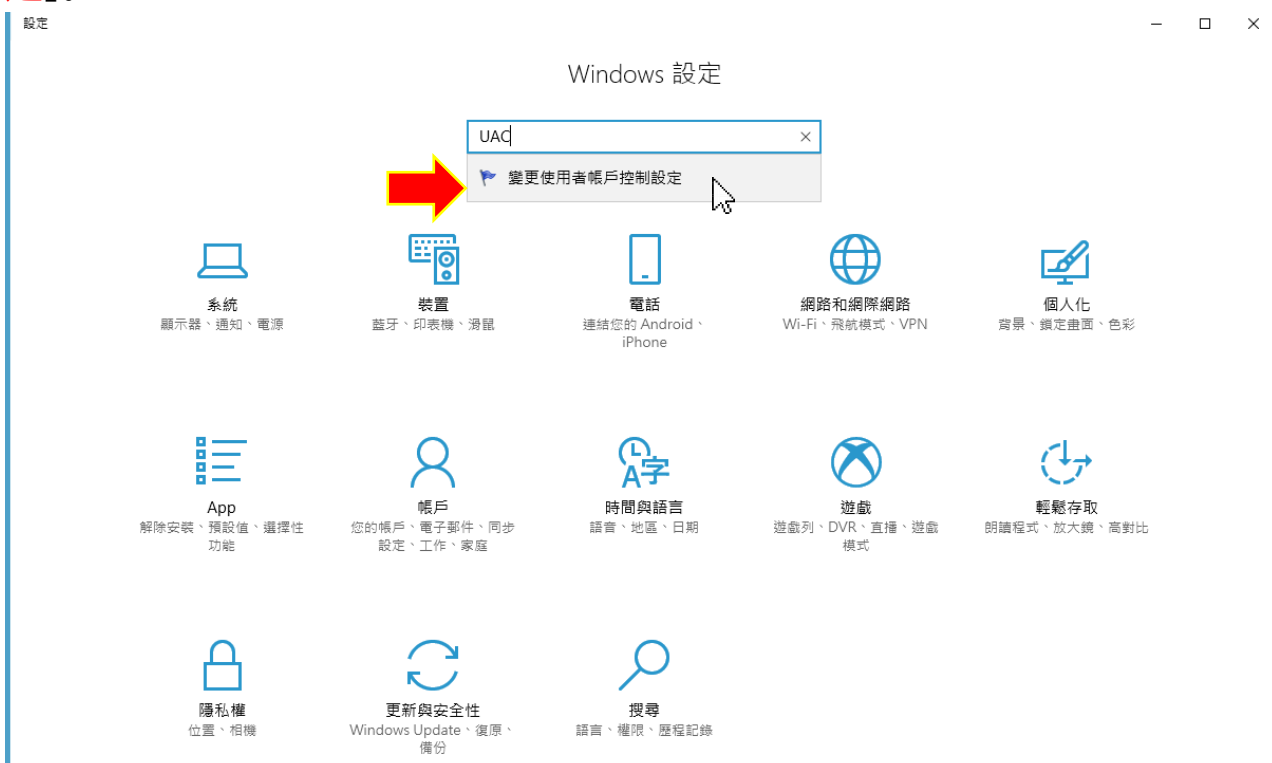 設定
Windows 設定
UAC
變更使用者帳戶控制設定
系統
顯示器、通知、電源
裝置
藍牙、印表機、滑鼠
電話
連結您的 Android、
iPhone
網路和網際網路
Wi-Fi、飛航模式、VPN
個人化
背景、鎖定畫面、色彩
App
解除安裝、預設值、選擇性
功能
帳戶
您的帳戶、電子郵件、同步
設定、工作、家庭
時間與語言
語音、地區、日期
遊戲
遊戲列、DVR、直播、遊戲
模式
輕鬆存取
朗讀程式、放大鏡、高對比
隱私權
位置、相機
更新與安全性
Windows Update、復原、
備份
搜尋
語言、權限、歷程記錄